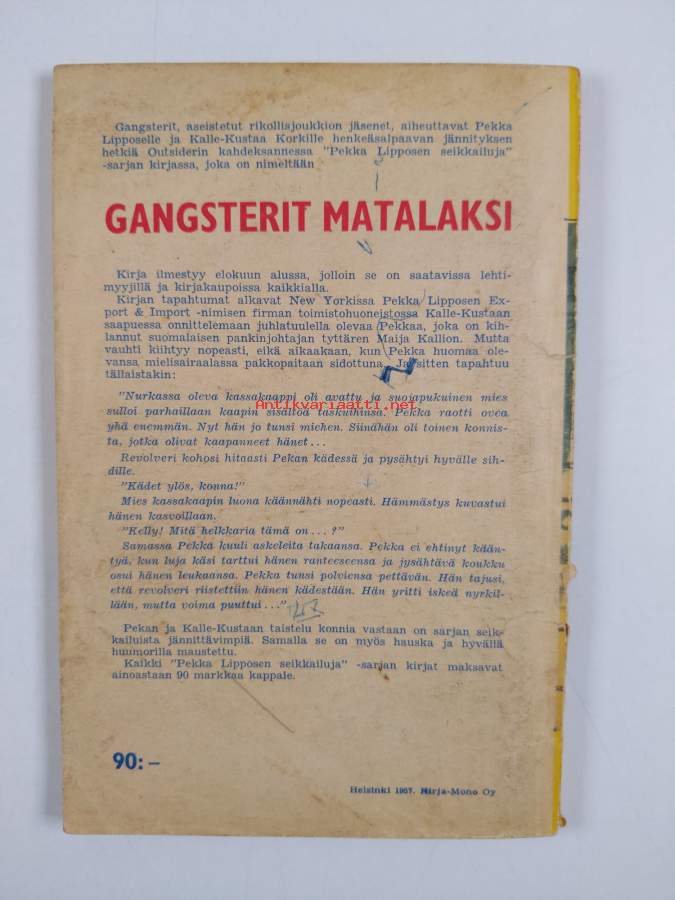 Gangsterit, aseistetut rikollisjoukkion jäsenet, aiheuttavat Pekka
Lipposelle ja Kalle-Kustaa Korkille henkeäsalpaavan jännityksen
hetkiä Outsiderin kahdeksannessa "Pekka Lipposen seikkailuja"
-sarjan kirjassa, joka on nimeltään
GANGSTERIT MATALAKSI
Kirja ilmestyy elokuun alussa, jolloin se on saatavissa lehti-
myyjillä ja kirjakaupoissa kaikkialla.
Kirjan tapahtumat alkavat New Yorkissa Pekka Lipposen Ex-
port & Import -nimisen firman toimistohuoneistossa Kalle-Kustaan
saapuessa onnittelemaan juhlatuulella olevaa Pekkaa, joka on kih-
lannut suomalaisen pankinjohtajan tyttären Maija Kallion. Mutta
vauhti kiihtyy nopeasti, eikä aikaakaan, kun Pekka huomaa ole-
vansa mielisairaalassa pakkopaitaan sidottuna. Ja sitten tapahtuu
tällaistakin:
"Nurkassa oleva kassakaappi oli avattu ja suojapukuinen mies
sulloi parhaillaan kaapin sisältöä taskuihinsa. Pekka raotti ovea
yhä enemmän. Nyt hän jo tunsi miehen. Siinähän oli toinen konnis-
ta, jotka olivat kaapanneet hänet...
Revolveri kohosi hitaasti Pekan kädessä ja pysähtyi hyvälle sih-
dille.
"Kädet ylös, konna!"
Mies kassakaapin luona käännähti nopeasti. Hämmästys kuvastui
hänen kasvoillaan.
"Kelly! Mitä helkkaria tämä on...?"
Samassa Pekka kuuli askeleita takaansa. Pekka ei ehtinyt kään-
tyä, kun luja käsi tarttui hänen ranteeseensa ja jysähtävä koukku
osui hänen leukaansa. Pekka tunsi polviensa pettävän. Hän tajusi,
että revolveri riistettiin hänen kädestään. Hän yritti iskeä nyrkil-
lään, mutta voima puuttui..."
Pekan ja Kalle-Kustaan taistelu konnia vastaan on sarjan seik-
kailuista jännittävimpiä. Samalla se on myös hauska ja hyvällä
huumorilla maustettu.
Kaikki "Pekka Lipposen seikkailuja" -sarjan kirjat maksavat
ainoastaan 90 markkaa kappale.
90:–
Helsinki 1957. Kirja-Mono Oy
Antikvariaatti.net